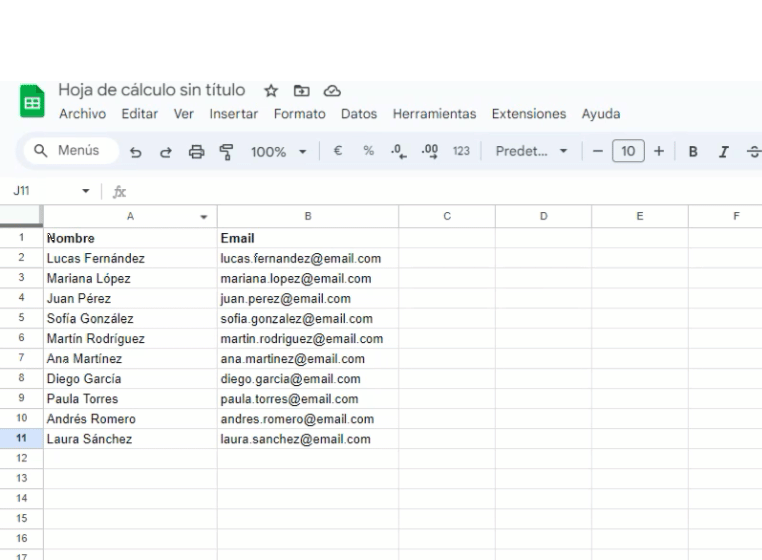 Hoja de cálculo sin título
Archivo Editar Ver Insertar Formato Datos Herramientas Extensiones Ayuda
Menús 100% € % .0 .00 123 Predet... − 10 + B I S
J11 fx
A B C D E F
1 Nombre Email
2 Lucas Fernández lucas.fernandez@email.com
3 Mariana López mariana.lopez@email.com
4 Juan Pérez juan.perez@email.com
5 Sofía González sofia.gonzalez@email.com
6 Martín Rodríguez martin.rodriguez@email.com
7 Ana Martínez ana.martinez@email.com
8 Diego García diego.garcia@email.com
9 Paula Torres paula.torres@email.com
10 Andrés Romero andres.romero@email.com
11 Laura Sánchez laura.sanchez@email.com
12
13
14
15
16
17